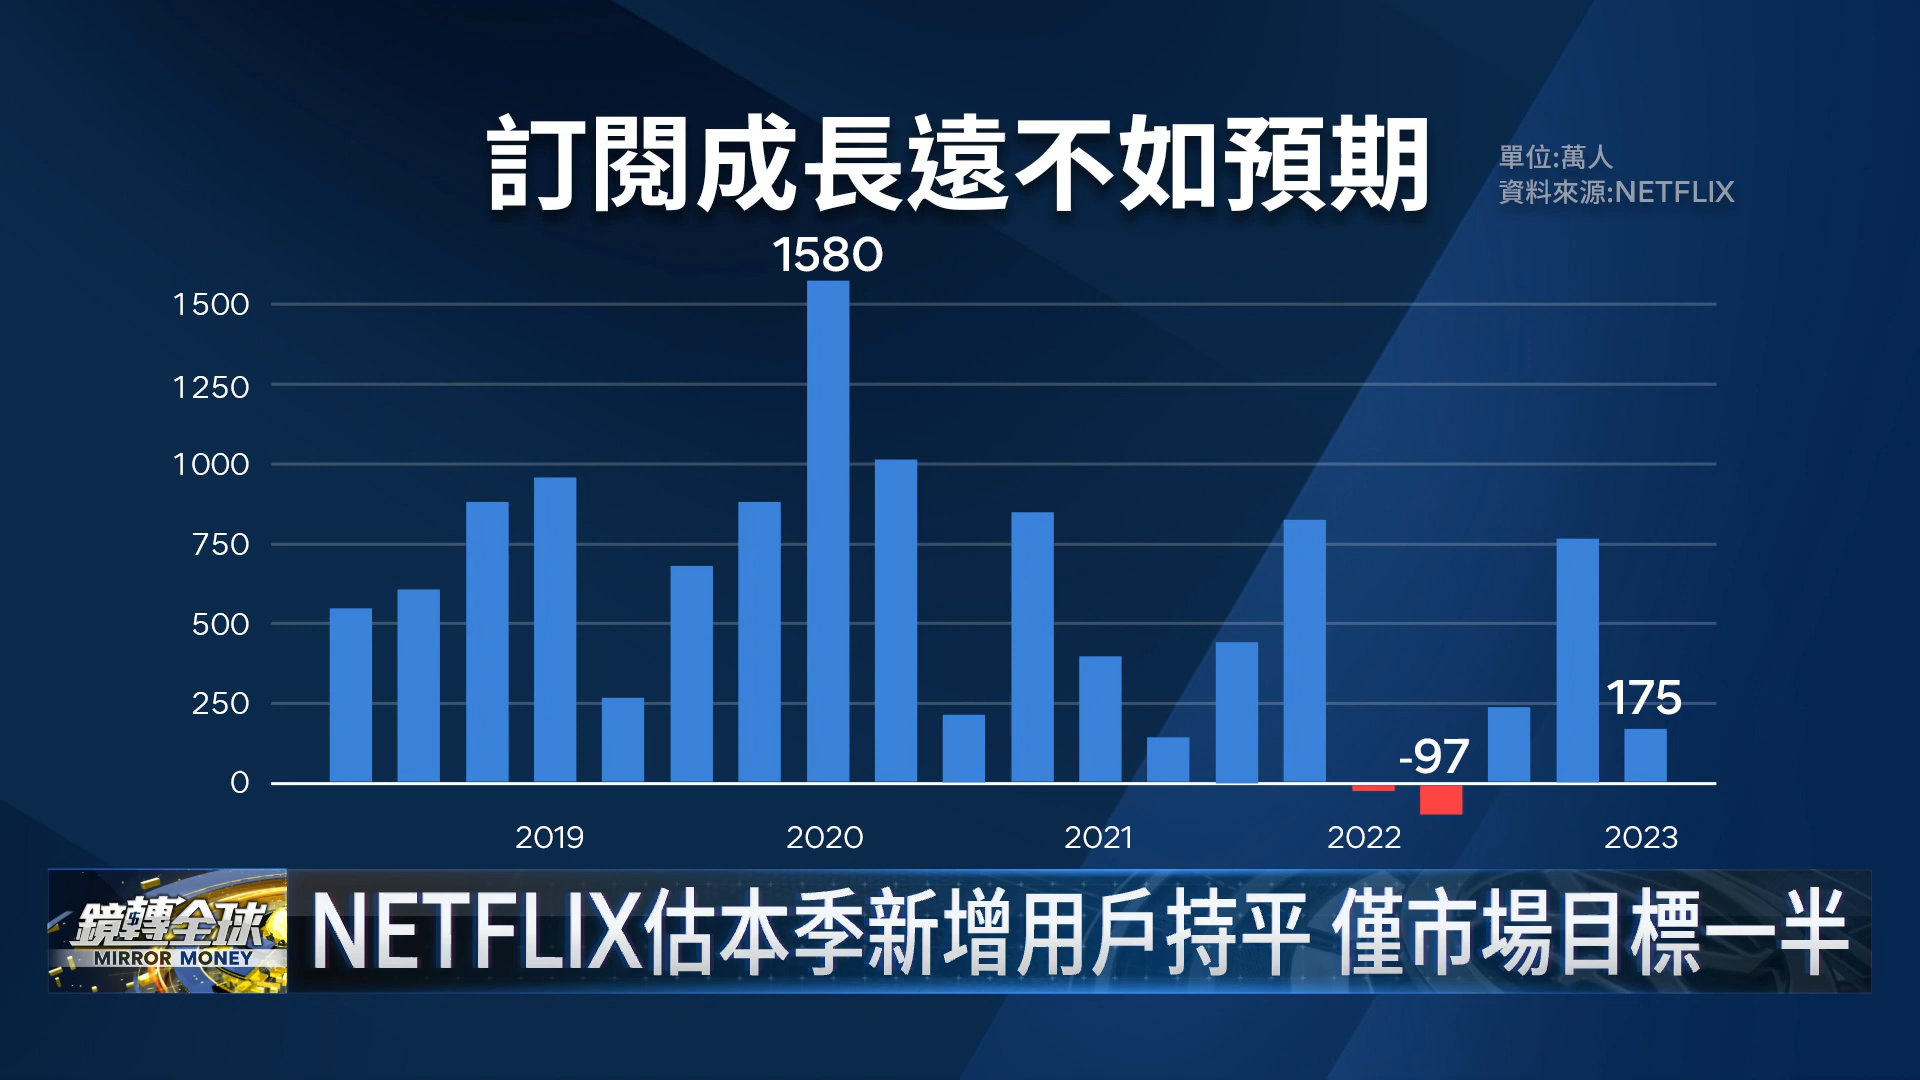 訂閱成長遠不如預期
單位:萬人
資料來源:NETFLIX
1580
1500
1250
1000
750
500
250
0
175
-97
2019 2020 2021 2022 2023
鏡轉全球
MIRROR MONEY
NETFLIX估本季新增用戶持平 僅市場目標一半